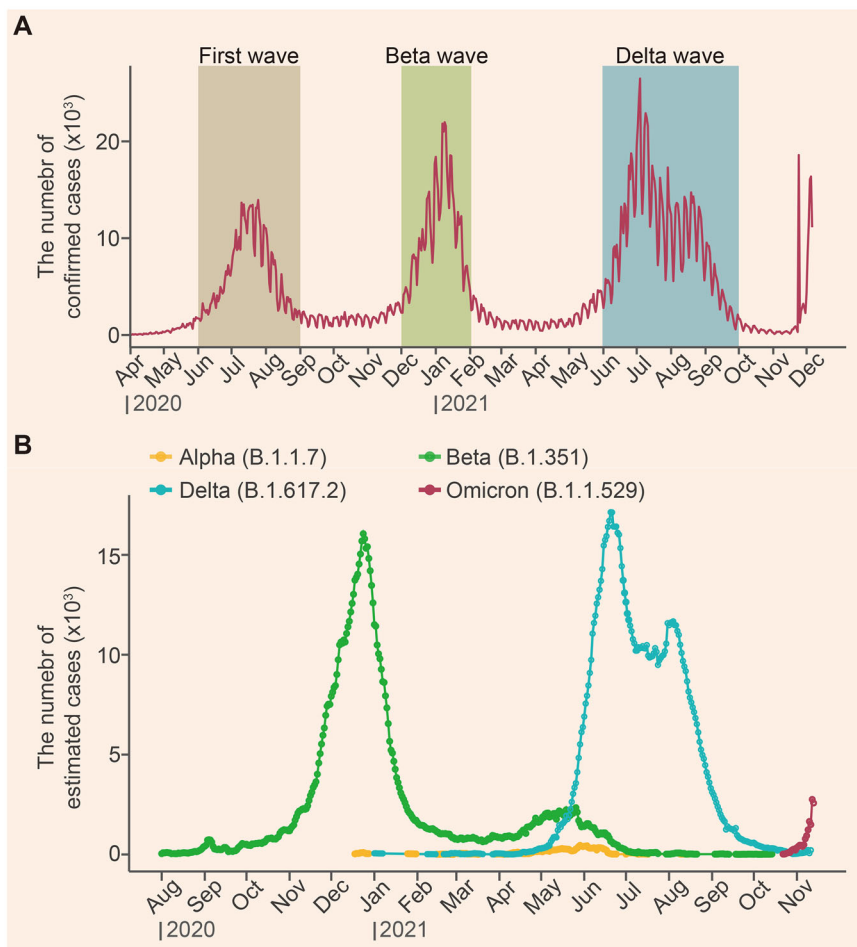 A
First wave
Beta wave
Delta wave
The numebr of
confirmed cases (x10³)
20
10
0
Apr
May
Jun
Jul
Aug
Sep
Oct
Nov
Dec
Jan
Feb
Mar
Apr
May
Jun
Jul
Aug
Sep
Oct
Nov
Dec
|2020
|2021
B
Alpha (B.1.1.7)
Beta (B.1.351)
Delta (B.1.617.2)
Omicron (B.1.1.529)
The numebr of
estimated cases (x10³)
15
10
5
0
Aug
Sep
Oct
Nov
Dec
Jan
Feb
Mar
Apr
May
Jun
Jul
Aug
Sep
Oct
Nov
|2020
|2021